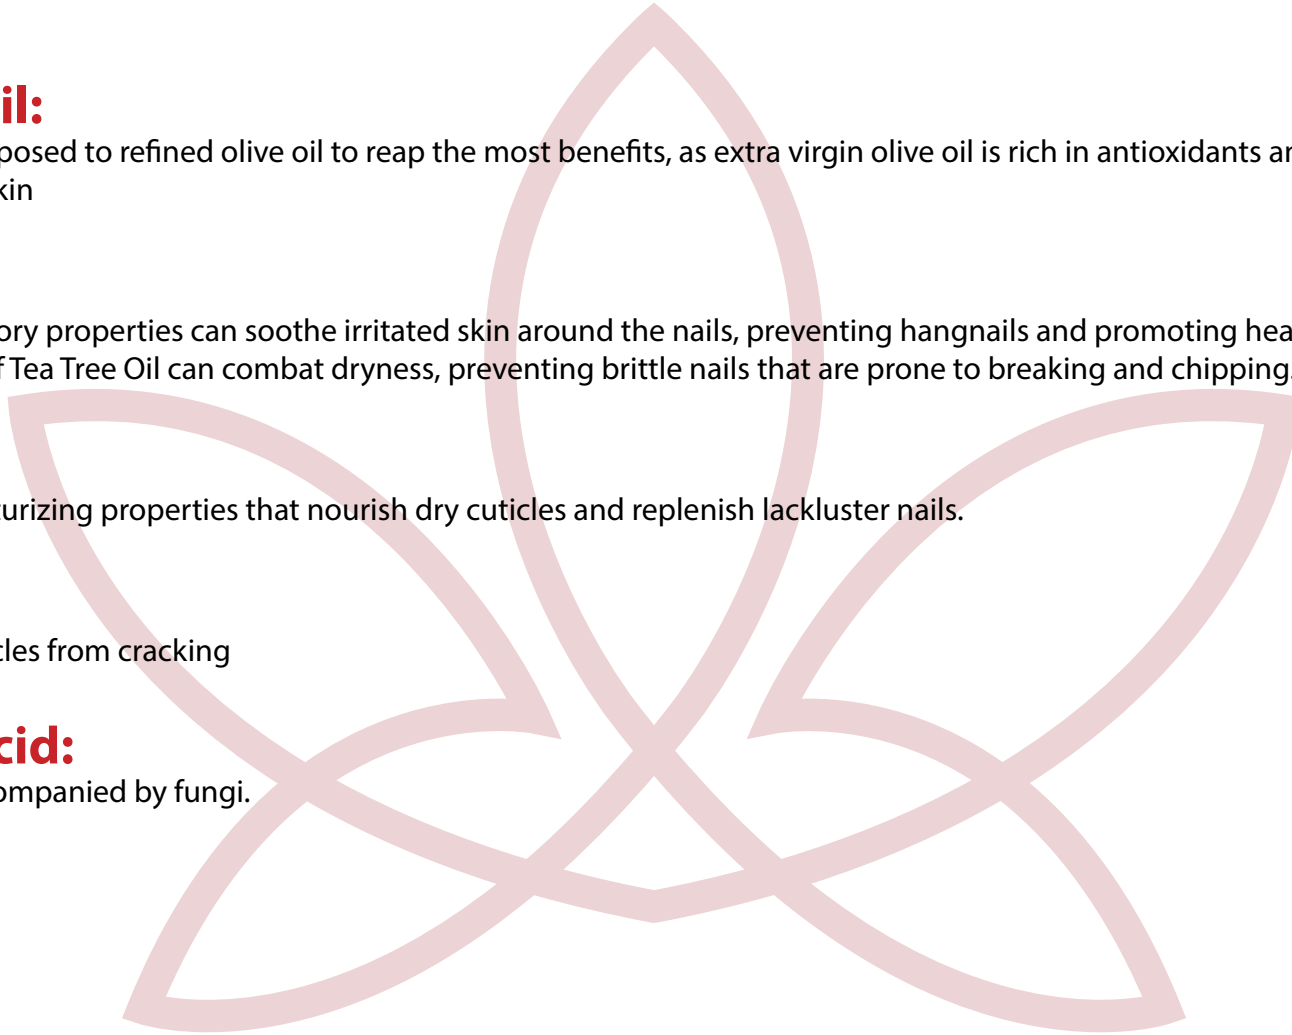 il:
posed to refined olive oil to reap the most benefits, as extra virgin olive oil is rich in antioxidants an
kin
ory properties can soothe irritated skin around the nails, preventing hangnails and promoting hea
f Tea Tree Oil can combat dryness, preventing brittle nails that are prone to breaking and chipping.
turizing properties that nourish dry cuticles and replenish lackluster nails.
cles from cracking
cid:
ompanied by fungi.